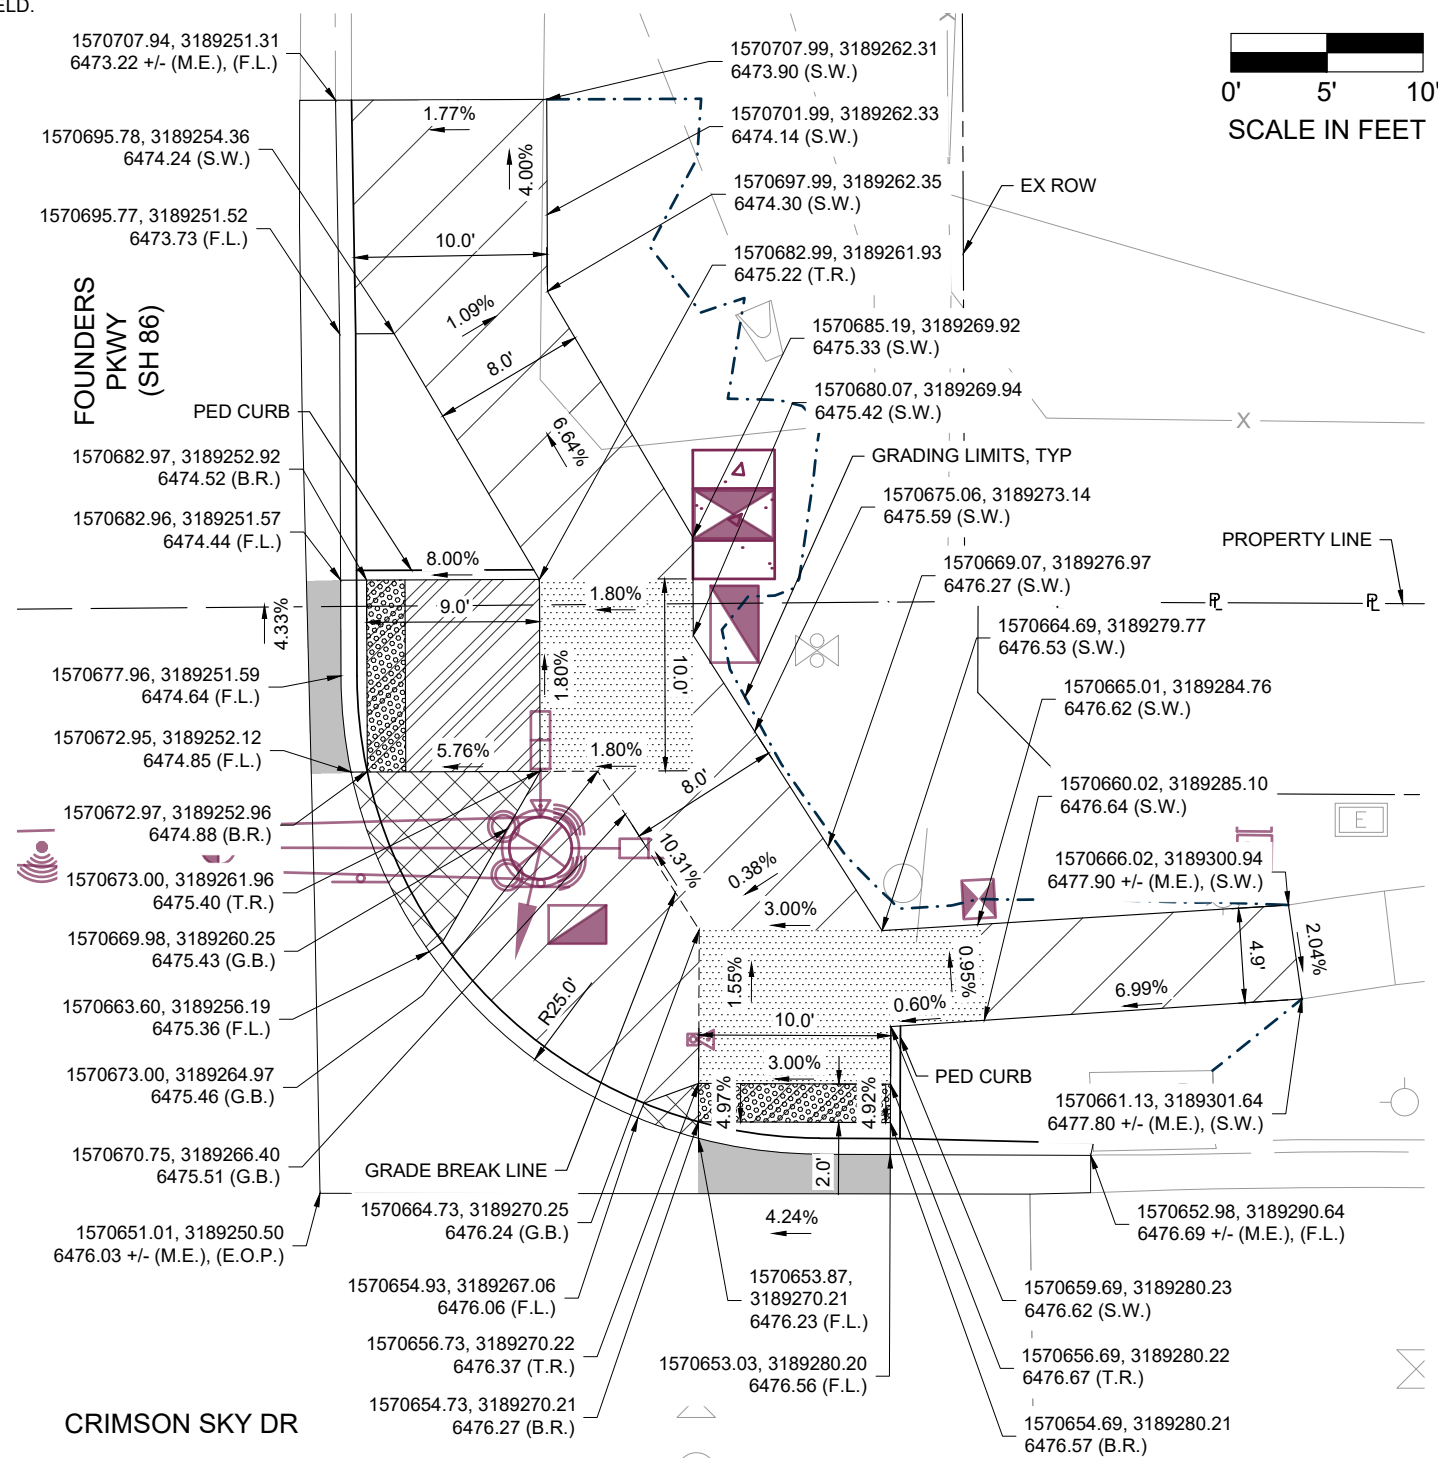 ELD.
1570707.94, 3189251.31
6473.22 +/- (M.E.), (F.L.)
1570695.78, 3189254.36
6474.24 (S.W.)
1570695.77, 3189251.52
6473.73 (F.L.)
FOUNDERS
PKWY
(SH 86)
PED CURB
1570682.97, 3189252.92
6474.52 (B.R.)
1570682.96, 3189251.57
6474.44 (F.L.)
4.33%
1570677.96, 3189251.59
6474.64 (F.L.)
1570672.95, 3189252.12
6474.85 (F.L.)
1570672.97, 3189252.96
6474.88 (B.R.)
1570673.00, 3189261.96
6475.40 (T.R.)
1570669.98, 3189260.25
6475.43 (G.B.)
1570663.60, 3189256.19
6475.36 (F.L.)
1570673.00, 3189264.97
6475.46 (G.B.)
1570670.75, 3189266.40
6475.51 (G.B.)
1570651.01, 3189250.50
6476.03 +/- (M.E.), (E.O.P.)
GRADE BREAK LINE
1570664.73, 3189270.25
6476.24 (G.B.)
1570654.93, 3189267.06
6476.06 (F.L.)
1570656.73, 3189270.22
6476.37 (T.R.)
1570654.73, 3189270.21
6476.27 (B.R.)
CRIMSON SKY DR
1.77%
4.00%
10.0'
1.09%
8.0'
6.64%
8.00%
9.0'
1.80%
1.80%
10.0'
5.76%
1.80%
8.0'
10.31%
0.38%
3.00%
1.55%
0.95%
0.60%
10.0'
3.00%
4.97%
4.92%
R25.0'
2.0'
4.24%
6.99%
4.9'
2.04%
1570707.99, 3189262.31
6473.90 (S.W.)
1570701.99, 3189262.33
6474.14 (S.W.)
1570697.99, 3189262.35
6474.30 (S.W.)
1570682.99, 3189261.93
6475.22 (T.R.)
1570685.19, 3189269.92
6475.33 (S.W.)
1570680.07, 3189269.94
6475.42 (S.W.)
GRADING LIMITS, TYP
1570675.06, 3189273.14
6475.59 (S.W.)
1570669.07, 3189276.97
6476.27 (S.W.)
1570664.69, 3189279.77
6476.53 (S.W.)
1570665.01, 3189284.76
6476.62 (S.W.)
1570660.02, 3189285.10
6476.64 (S.W.)
1570666.02, 3189300.94
6477.90 +/- (M.E.), (S.W.)
PED CURB
1570661.13, 3189301.64
6477.80 +/- (M.E.), (S.W.)
1570652.98, 3189290.64
6476.69 +/- (M.E.), (F.L.)
1570653.87,
3189270.21
6476.23 (F.L.)
1570653.03, 3189280.20
6476.56 (F.L.)
1570659.69, 3189280.23
6476.62 (S.W.)
1570656.69, 3189280.22
6476.67 (T.R.)
1570654.69, 3189280.21
6476.57 (B.R.)
EX ROW
PROPERTY LINE
PL
PL
X
X
E
0' 5' 10'
SCALE IN FEET